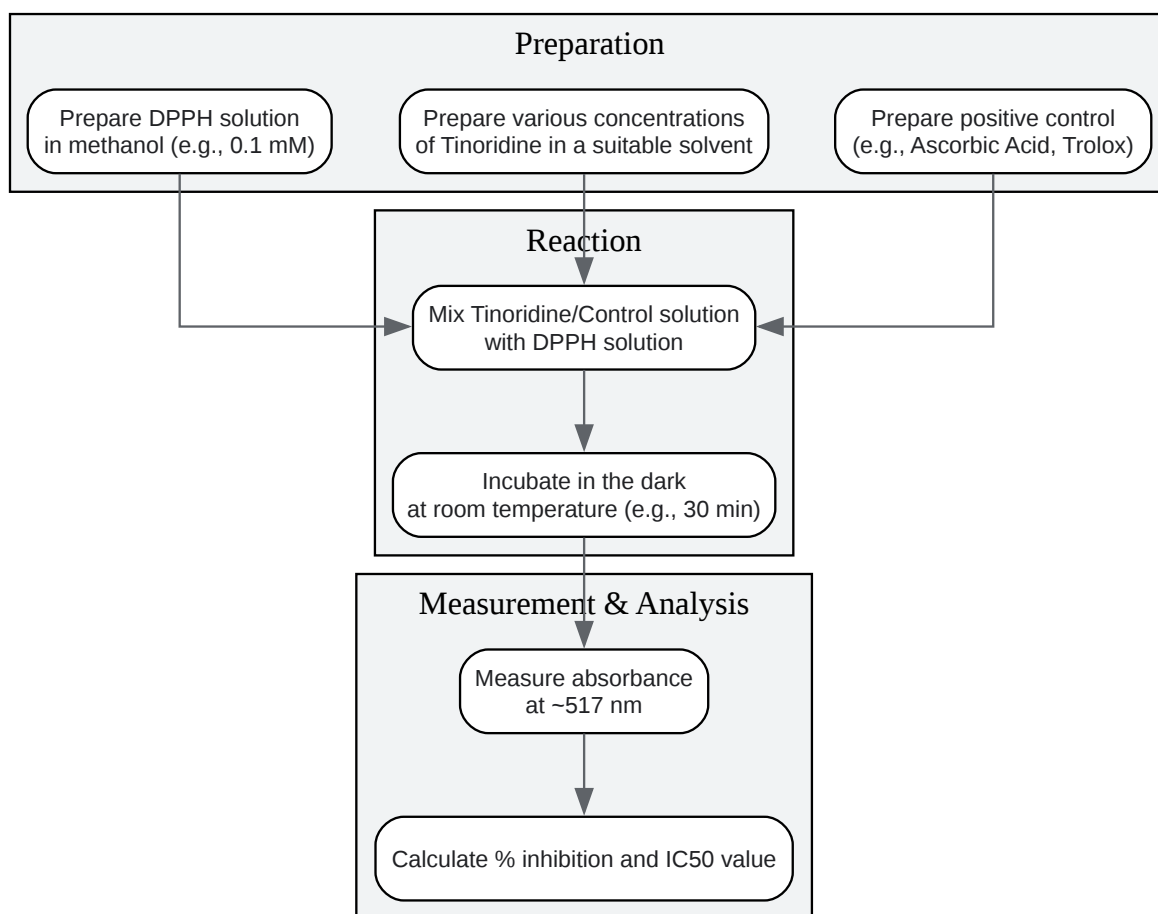 Preparation
Prepare DPPH solution
in methanol (e.g., 0.1 mM)
Prepare various concentrations
of Tinoridine in a suitable solvent
Prepare positive control
(e.g., Ascorbic Acid, Trolox)
Reaction
Mix Tinoridine/Control solution
with DPPH solution
Incubate in the dark
at room temperature (e.g., 30 min)
Measurement & Analysis
Measure absorbance
at ~517 nm
Calculate % inhibition and IC50 value